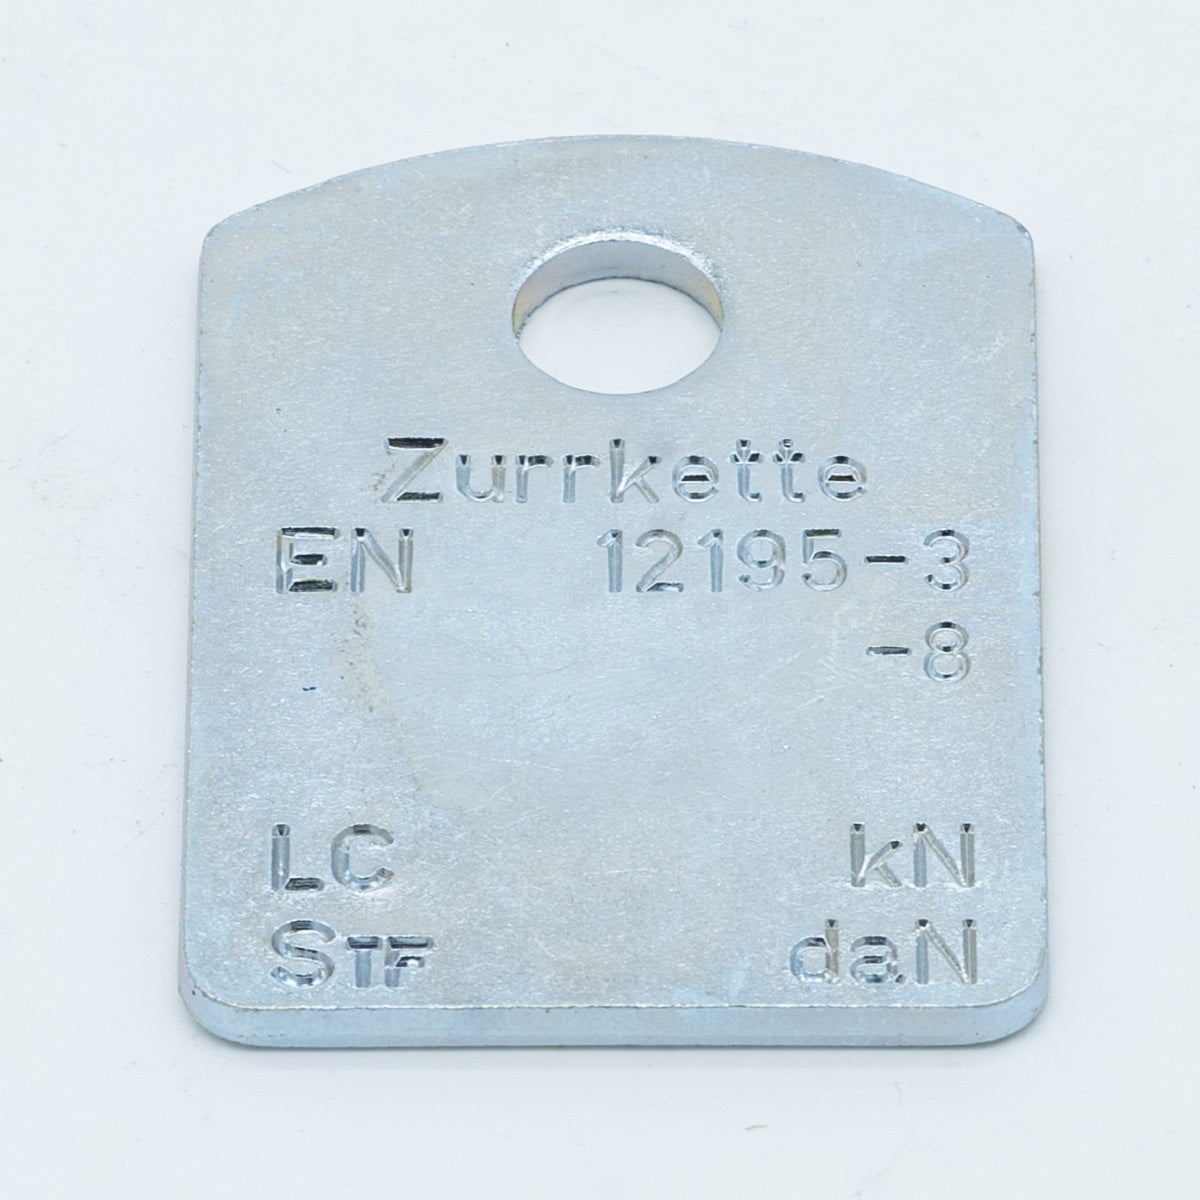 Zurrkette
EN 12195-3
-8
LC kN
STF daN